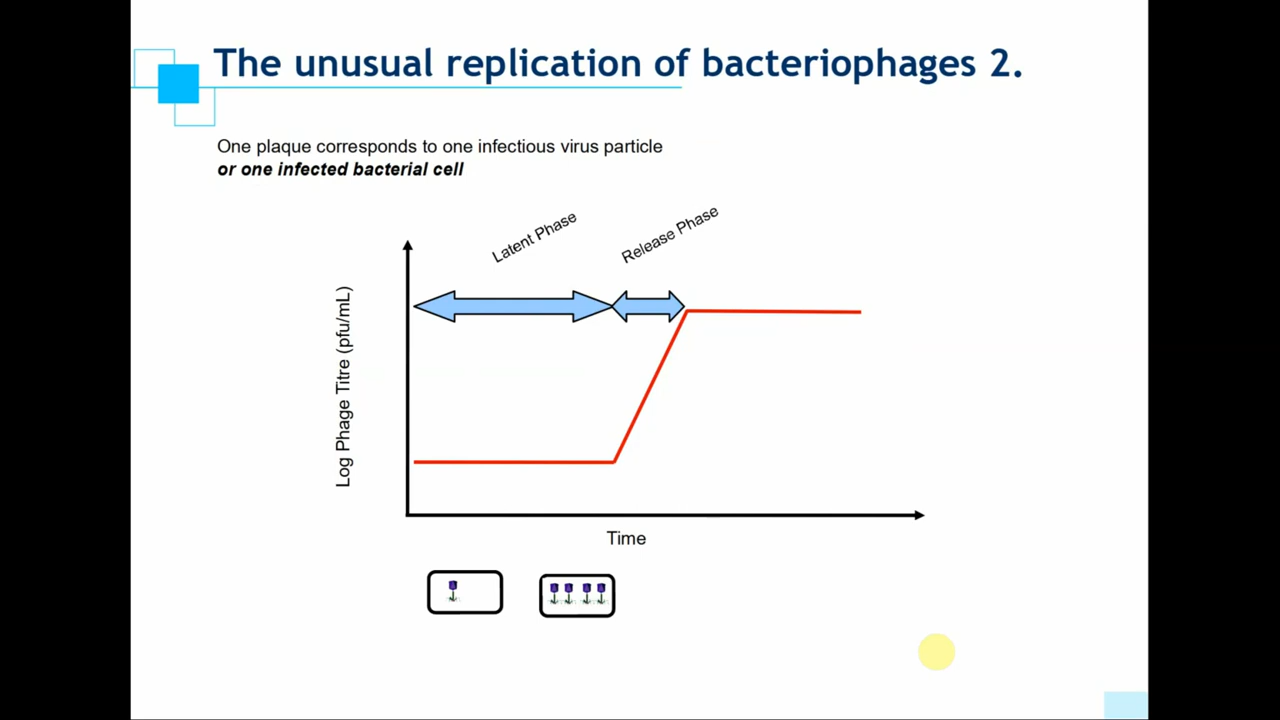 The unusual replication of bacteriophages 2.
One plaque corresponds to one infectious virus particle
or one infected bacterial cell
Latent Phase
Release Phase
Log Phage Titre (pfu/mL)
Time